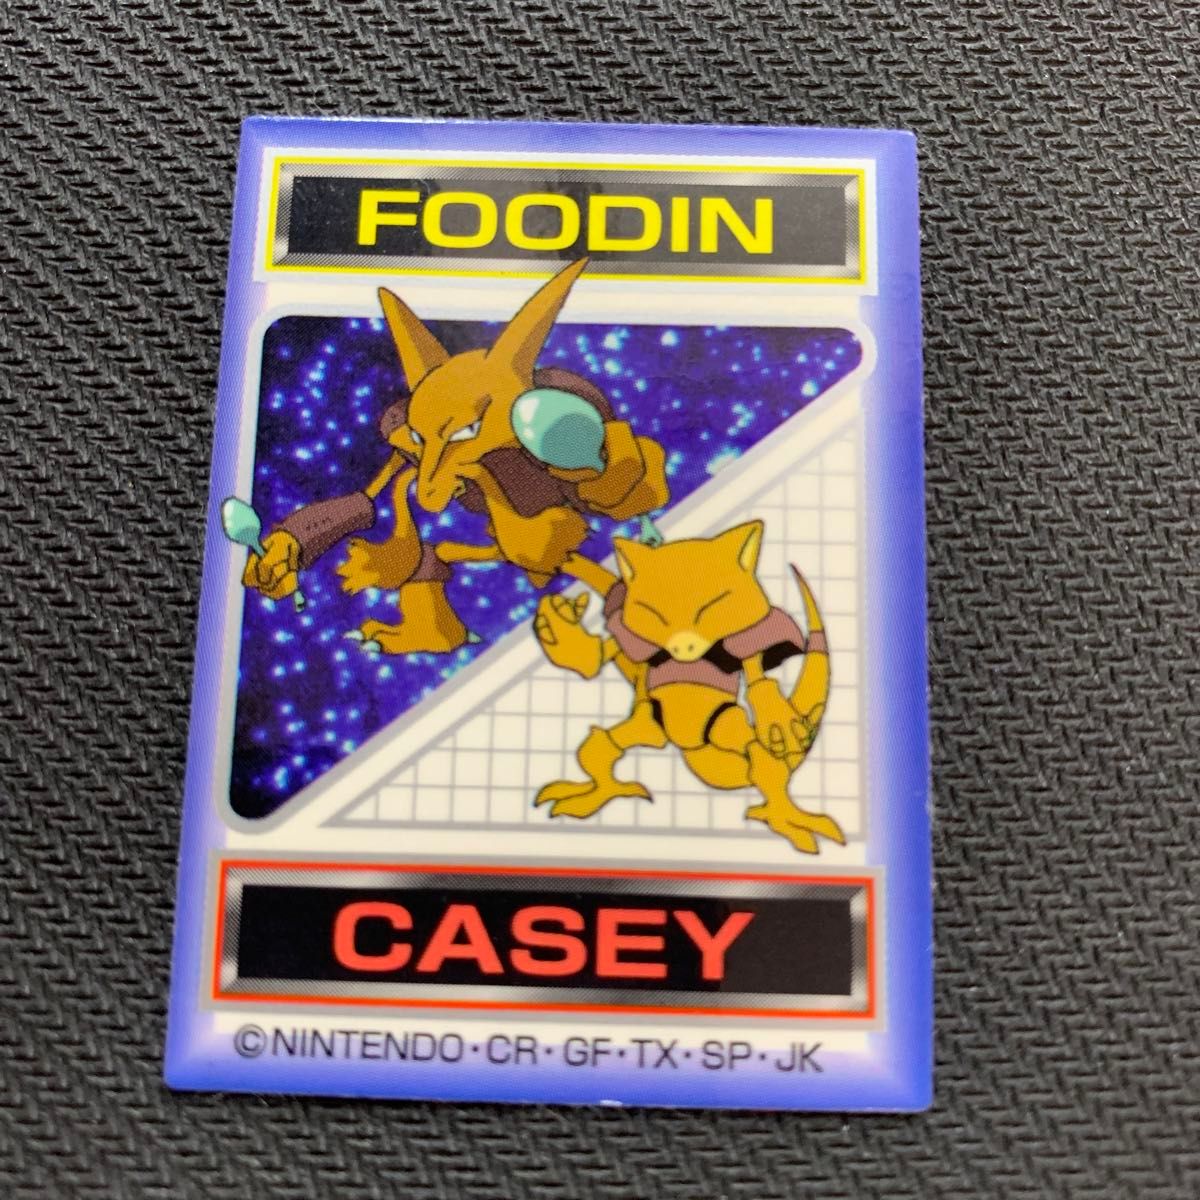 FOODIN
CASEY
©NINTENDO・CR・GF・TX・SP・JK